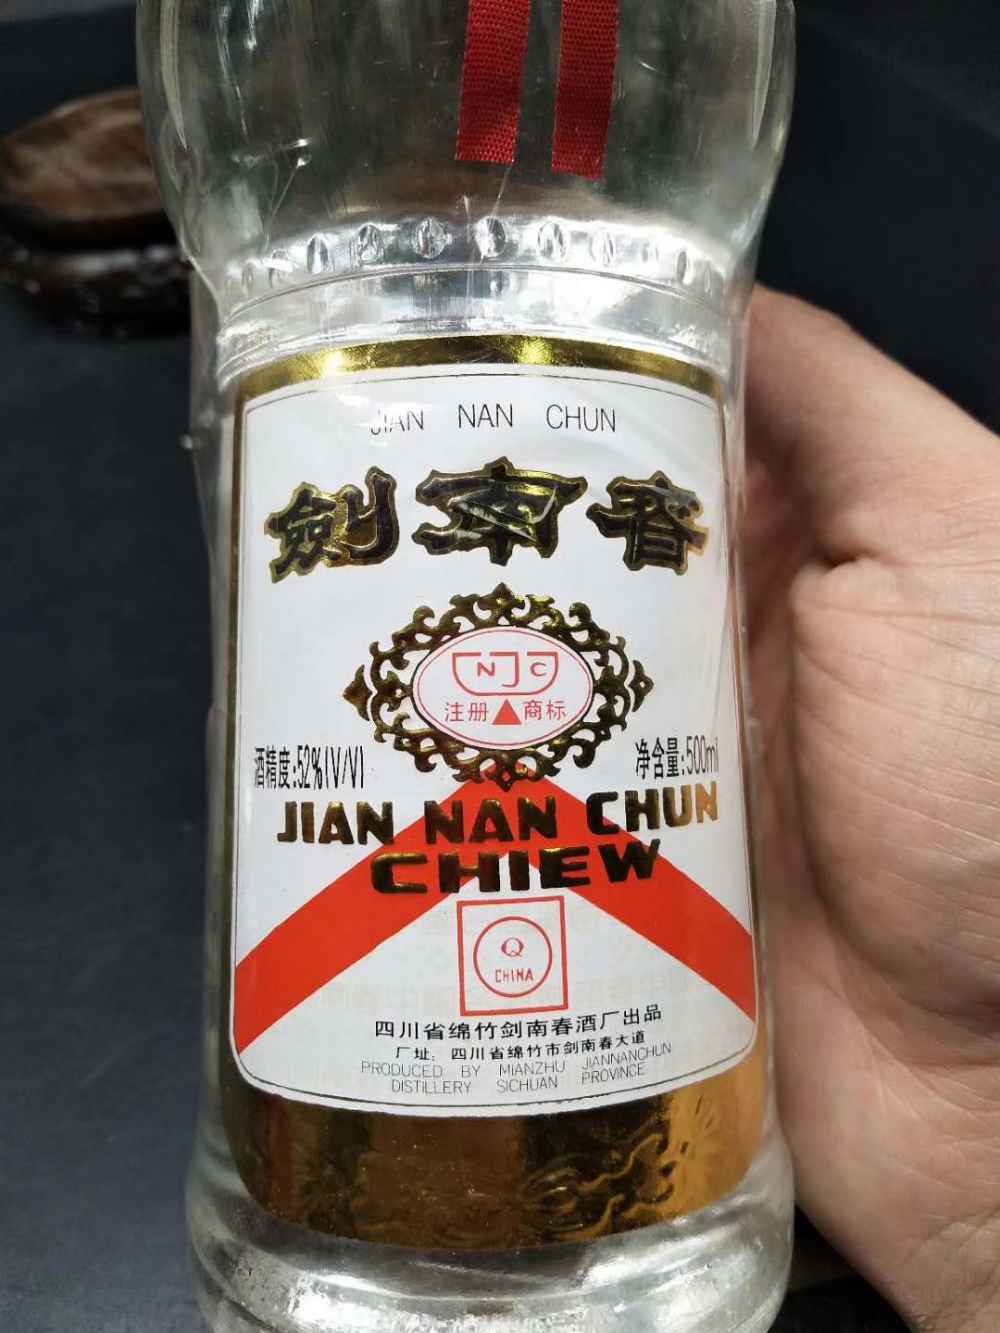 JIAN NAN CHUN
劍南春
NJC
注册 商标
酒精度:52%(V/V)
净含量:500ml
JIAN NAN CHUN
CHIEW
Q
CHINA
四川省绵竹剑南春酒厂出品
厂址: 四川省绵竹市剑南春大道
PRODUCED BY MIANZHU JIANNANCHUN
DISTILLERY SICHUAN PROVINCE